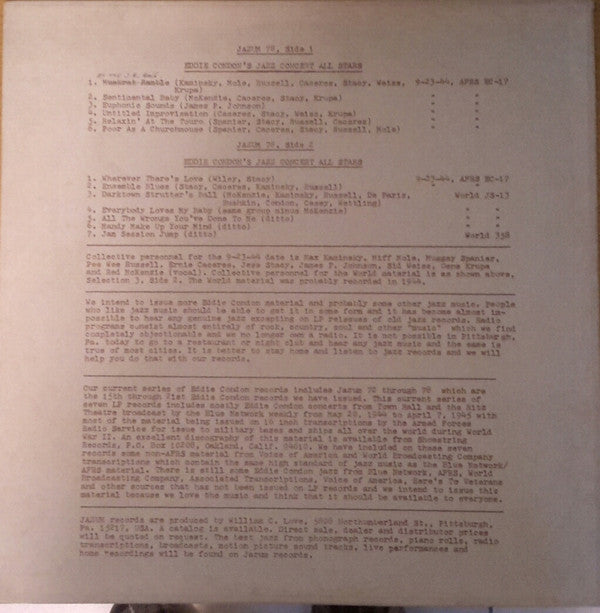 JAZUM 78, Side 1
EDDIE CONDON'S JAZZ CONCERT ALL STARS
1. Muskrat Ramble (Kaminsky, Mole, Russell, Caceres, Stacy, Weiss, 9-23-44, AFRS EC-17
Krupa)
2. Sentimental Baby (McKenzie, Caceres, Stacy, Krupa) " "
3. Euphonic Sounds (James P. Johnson) " "
4. Untitled Improvisation (Caceres, Stacy, Weiss, Krupa) " "
5. Relaxin' At The Touro (Spanier, Stacy, Russell, Caceres) " "
6. Poor As A Churchmouse (Spanier, Caceres, Stacy, Russell, Mole) " "
JAZUM 78, Side 2
EDDIE CONDON'S JAZZ CONCERT ALL STARS
1. Wherever There's Love (Wiley, Stacy) 9-23-44, AFRS EC-17
2. Ensemble Blues (Stacy, Caceres, Kaminsky, Russell) " "
3. Darktown Strutter's Ball (McKenzie, Kaminsky, Russell, De Paris, World JS-13
Bushkin, Condon, Casey, Wettling)
4. Everybody Loves My Baby (same group minus McKenzie) " "
5. All The Wrongs You've Done To Me (ditto) " "
6. Mandy Make Up Your Mind (ditto) " "
7. Jam Session Jump (ditto) World 358
Collective personnel for the 9-23-44 date is Max Kaminsky, Miff Mole, Muggsy Spanier,
Pee Wee Russell, Ernie Caceres, Jess Stacy, James P. Johnson, Sid Weiss, Gene Krupa
and Red McKenzie (vocal). Collective personnel for the World material is as shown above,
Selection 3, Side 2. The World material was probably recorded in 1944.
We intend to issue more Eddie Condon material and probably some other jazz music. People
who like jazz music should be able to get it in some form and it has become almost im-
possible to hear any genuine jazz excepting on LP reissues of old jazz records. Radio
programs consist almost entirely of rock, country, soul and other "music" which we find
completely objectionable and we no longer own a radio. It is not possible in Pittsburgh,
Pa. today to go to a restaurant or night club and hear any jazz music and the same is
true of most cities. It is better to stay home and listen to jazz records and we will
help you do that with our records.
Our current series of Eddie Condon records includes Jazum 72 through 78 which are
the 15th through 21st Eddie Condon records we have issued. This current series of
seven LP records includes mostly Eddie Condon concerts from Town Hall and the Ritz
Theatre broadcast by the Blue Network weekly from May 20, 1944 to April 7, 1945 with
most of the material being issued on 16 inch transcriptions by the Armed Forces
Radio Service for issue to military bases and ships all over the world during World
War II. An excellent discography of this material is available from Shoestring
Records, P.O. Box 10208, Oakland, Calif. 94610. We have included on these seven
records some non-AFRS material from Voice of America and World Broadcasting Company
transcriptions which contain the same high standard of jazz music as the Blue Network/
AFRS material. There is still some Eddie Condon jazz from Blue Network, AFRS, World
Broadcasting Company, Associated Transcriptions, Voice of America, Here's To Veterans
and other sources that has not been issued on LP records and we intend to issue this
material because we love the music and think that it should be available to everyone.
JAZUM records are produced by William C. Love, 5808 Northumberland St., Pittsburgh,
Pa. 15217, USA. A catalog is available. Direct sale, dealer and distributor prices
will be quoted on request. The best jazz from phonograph records, piano rolls, radio
transcriptions, broadcasts, motion picture sound tracks, live performances and
home recordings will be found on Jazum records.